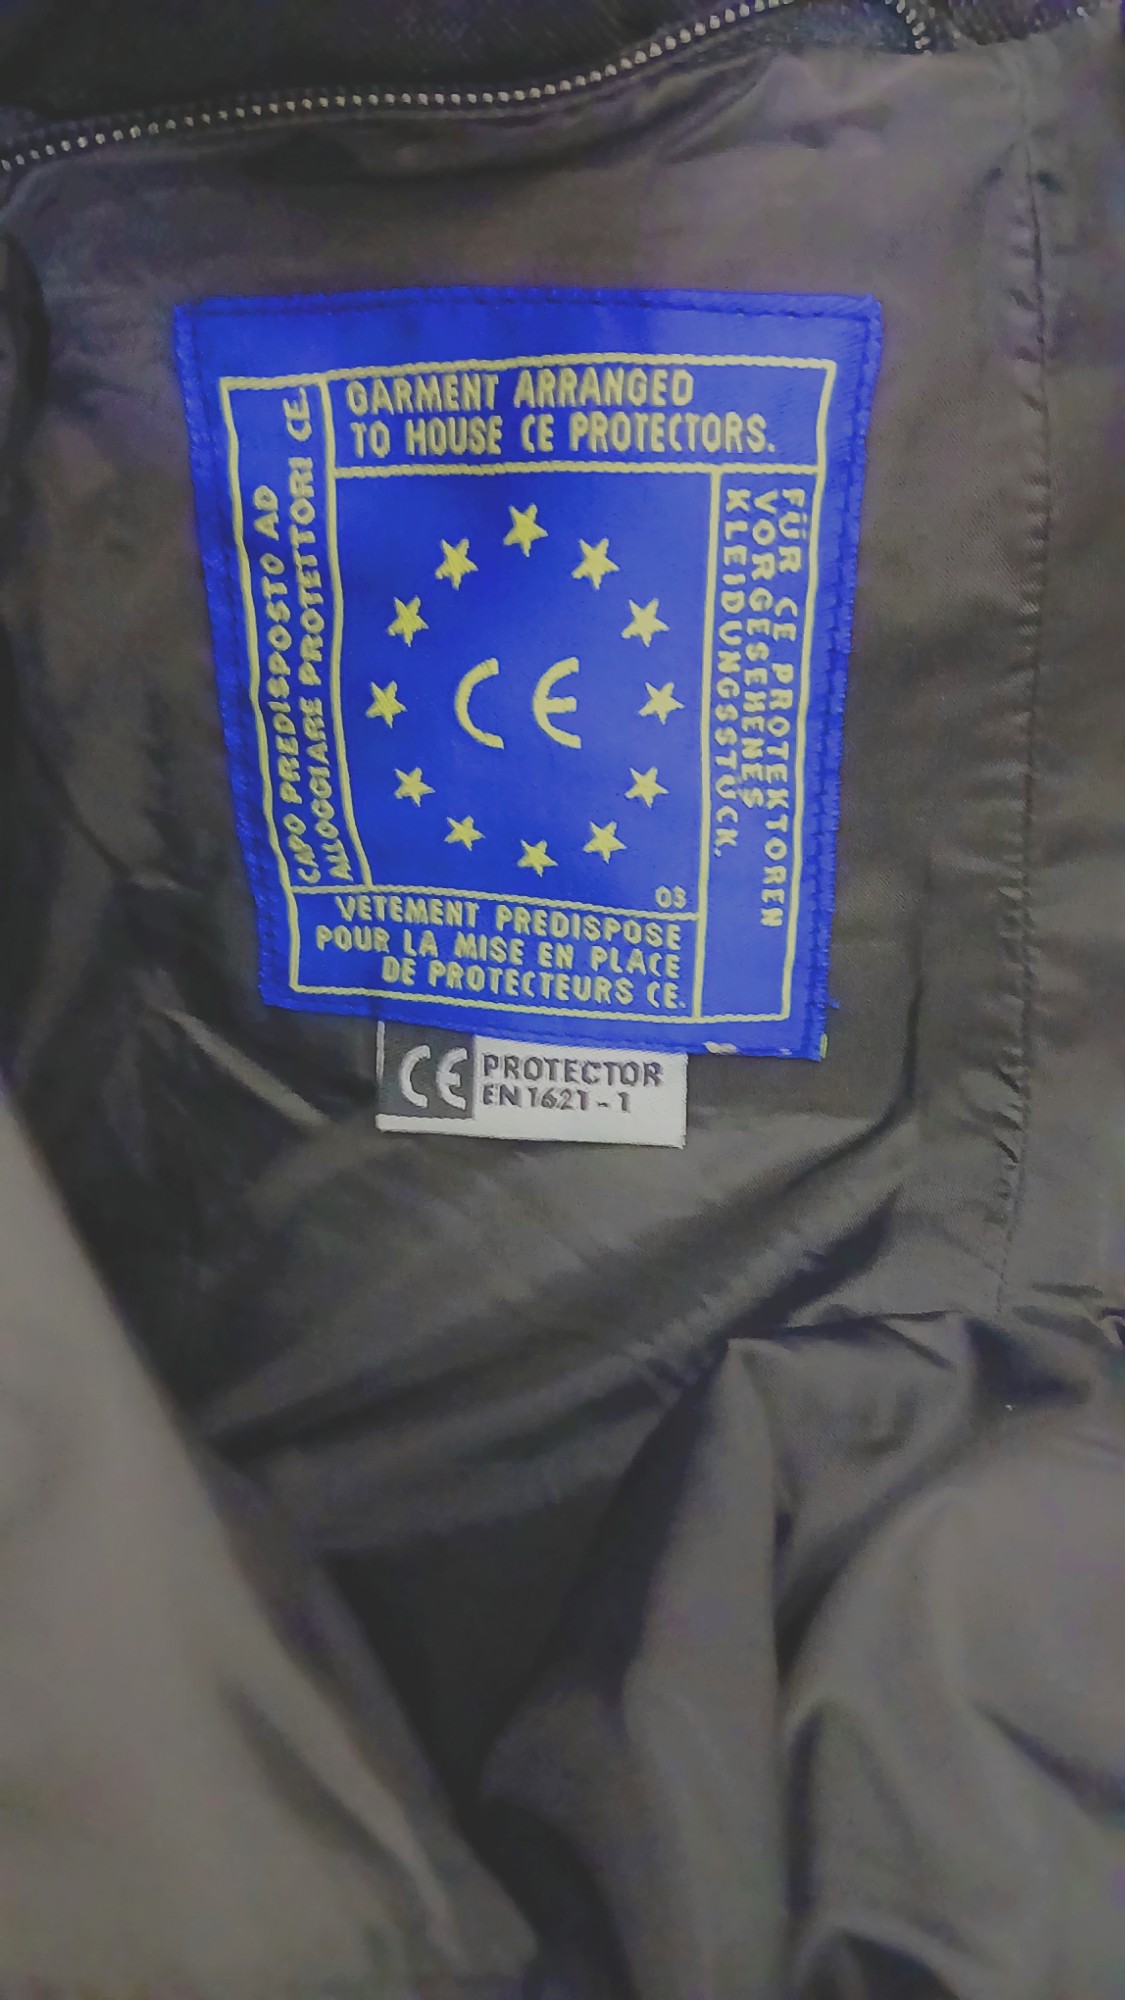 GARMENT ARRANGED
TO HOUSE CE PROTECTORS.
CAPO PREDISPOSTO AD
ALLOGGIARE PROTETTORI CE.
FÜR CE PROTEKTOREN
VORGESEHENES
KLEIDUNGSSTÜCK.
CE
03
VETEMENT PREDISPOSE
POUR LA MISE EN PLACE
DE PROTECTEURS CE.
CE PROTECTOR
EN 1621-1